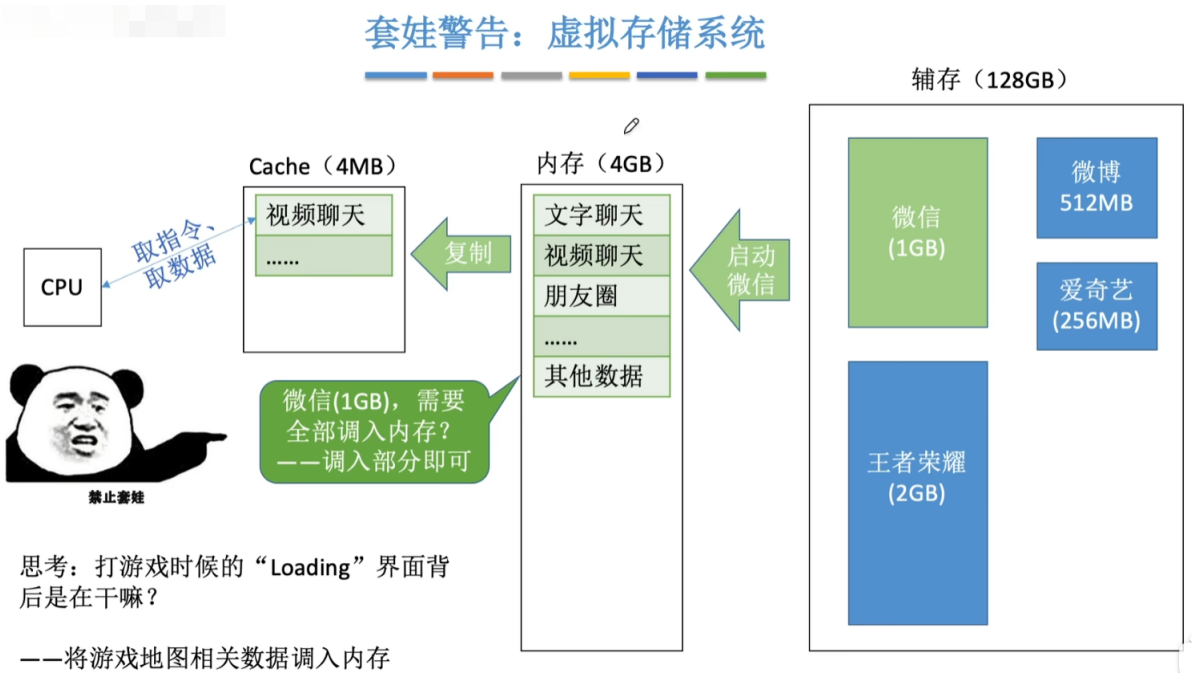 套娃警告：虚拟存储系统
辅存（128GB）
Cache（4MB）
内存（4GB）
视频聊天
……
取指令、
取数据
CPU
复制
文字聊天
视频聊天
朋友圈
……
其他数据
启动
微信
微信
(1GB)
微博
512MB
爱奇艺
(256MB)
王者荣耀
(2GB)
微信(1GB)，需要
全部调入内存？
——调入部分即可
禁止套娃
思考：打游戏时候的“Loading”界面背
后是在干嘛？
——将游戏地图相关数据调入内存